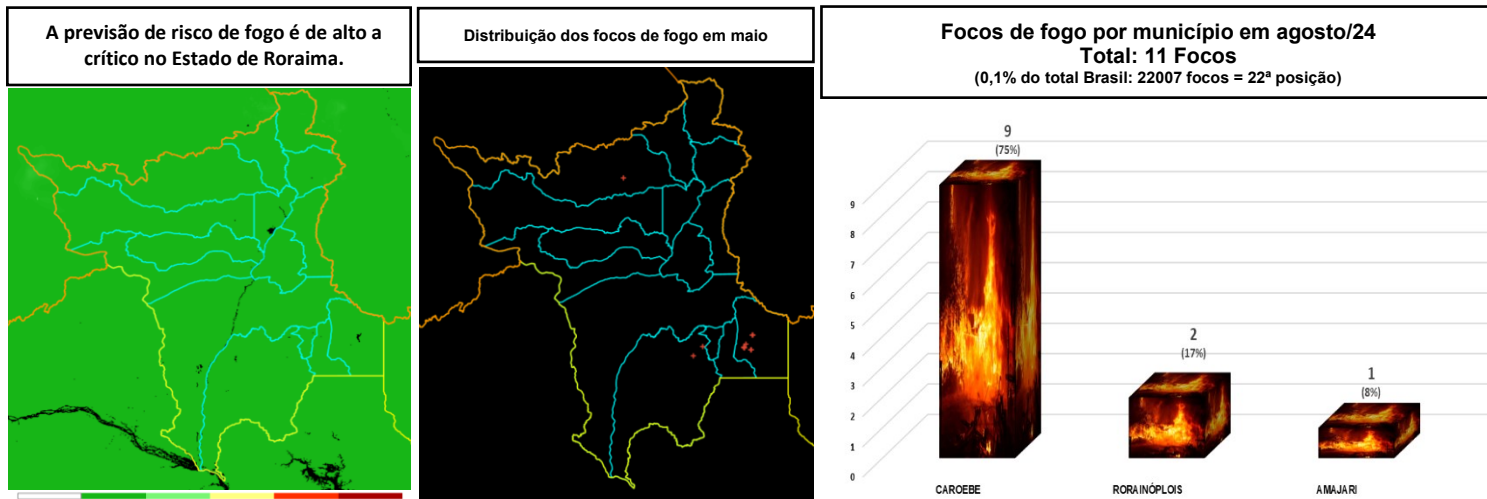 A previsão de risco de fogo é de alto a
crítico no Estado de Roraima.
Distribuição dos focos de fogo em maio
Focos de fogo por município em agosto/24
Total: 11 Focos
(0,1% do total Brasil: 22007 focos = 22ª posição)
9
(75%)
2
(17%)
1
(8%)
9
8
7
6
5
4
3
2
1
0
CAROEBE
RORAINÓPLOIS
AMAJARI